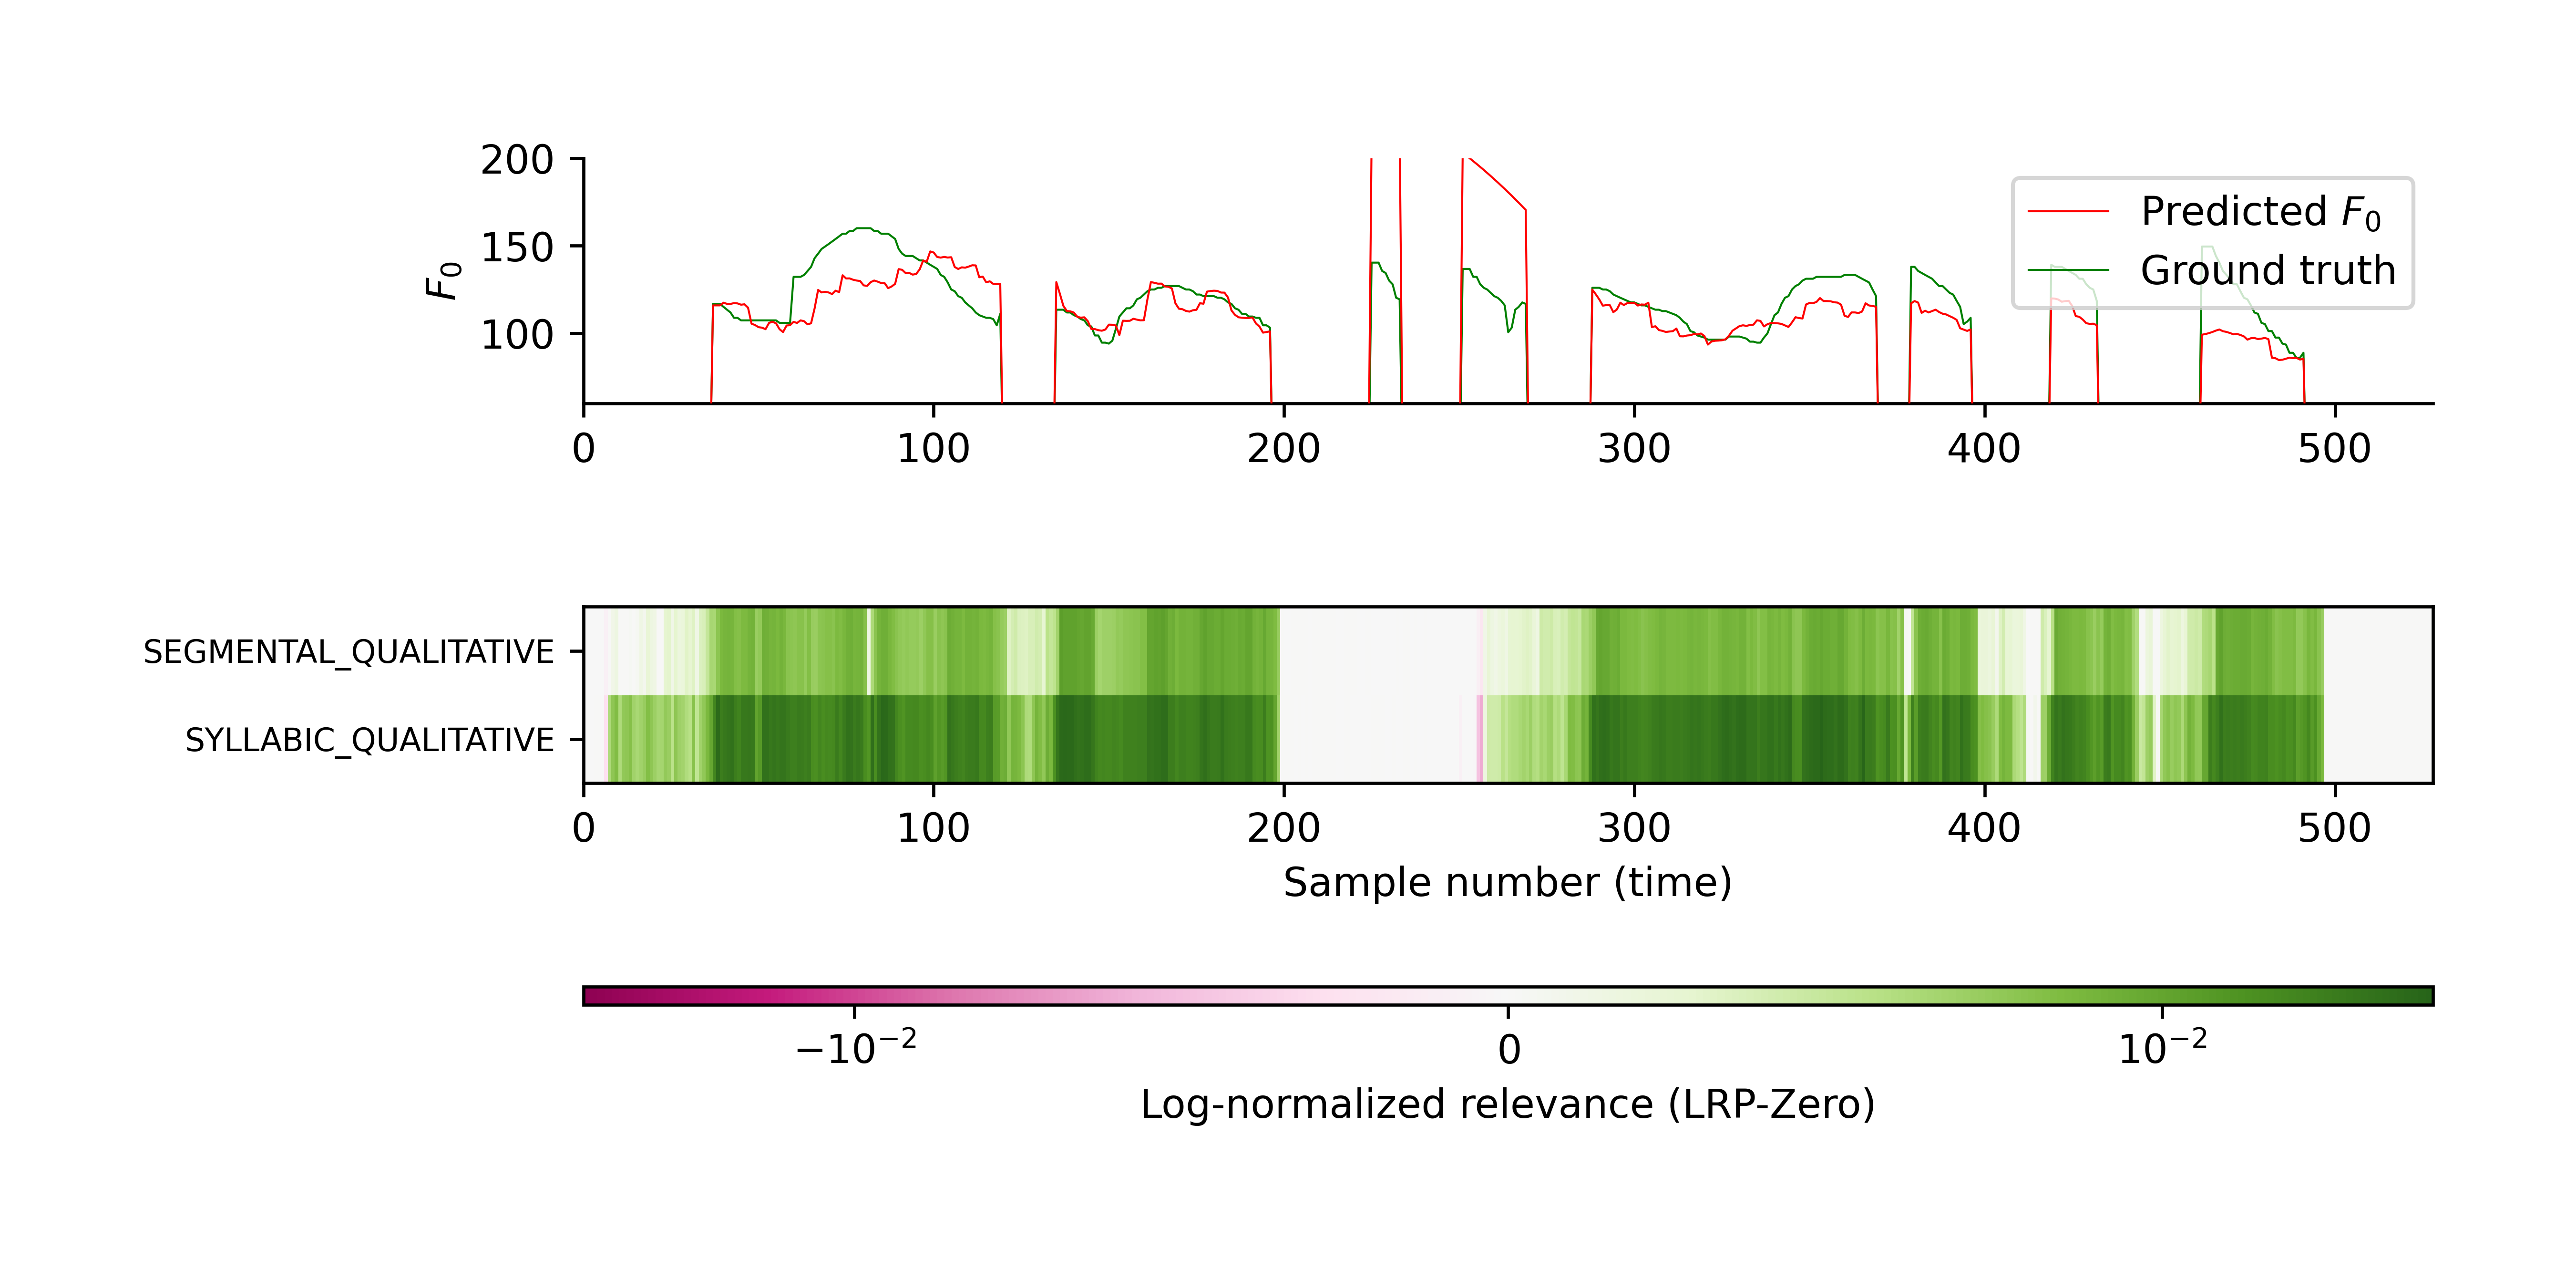 200
150
100
F₀
Predicted F₀
Ground truth
0 100 200 300 400 500
SEGMENTAL_QUALITATIVE
SYLLABIC_QUALITATIVE
0 100 200 300 400 500
Sample number (time)
−10⁻² 0 10⁻²
Log-normalized relevance (LRP-Zero)